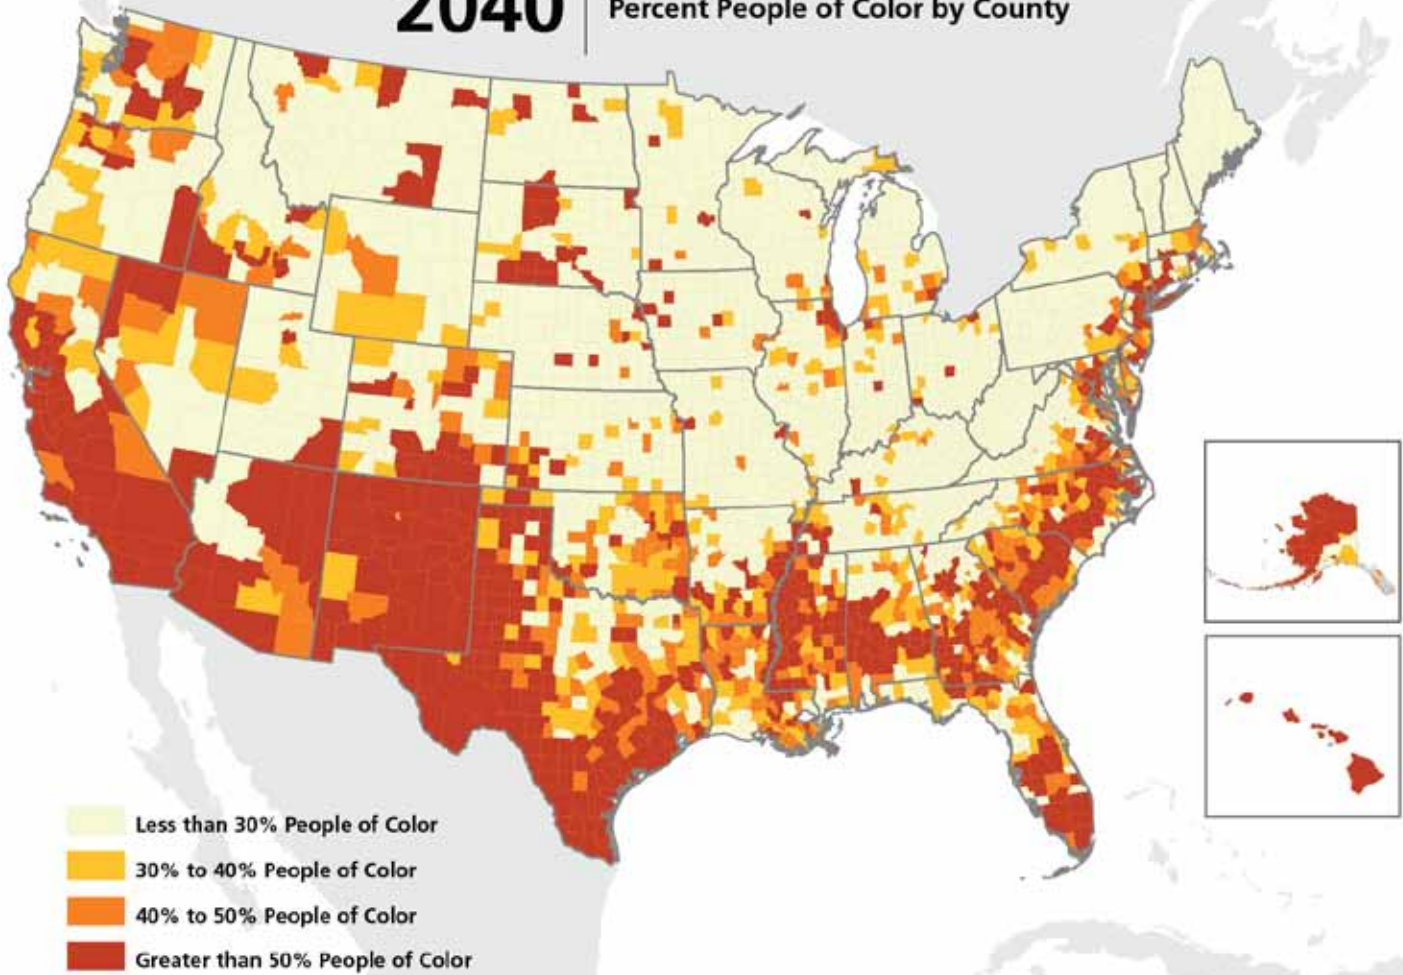 2040
Percent People of Color by County
Less than 30% People of Color
30% to 40% People of Color
40% to 50% People of Color
Greater than 50% People of Color